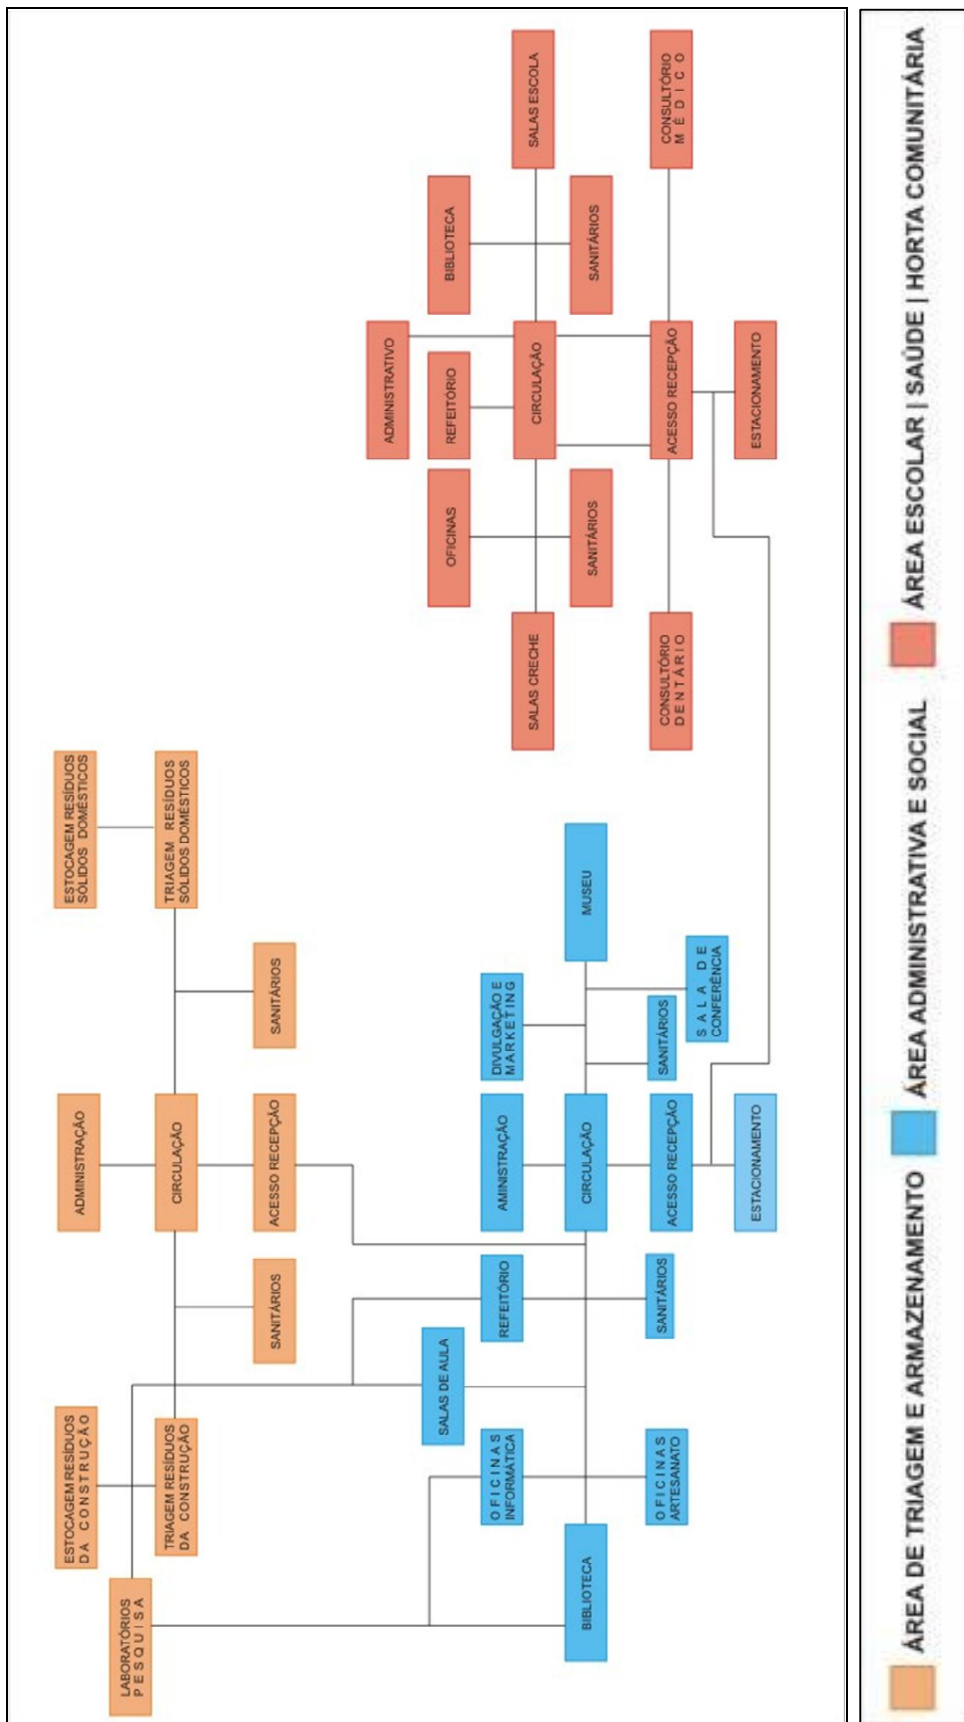 ESTOCAGEM RESÍDUOS
DA CONSTRUÇÃO
ADMINISTRAÇÃO
ESTOCAGEM RESÍDUOS
SÓLIDOS DOMÉSTICOS
LABORATÓRIOS
PESQUISA
TRIAGEM RESÍDUOS
DA CONSTRUÇÃO
CIRCULAÇÃO
TRIAGEM RESÍDUOS
SÓLIDOS DOMÉSTICOS
SANITÁRIOS
ACESSO RECEPÇÃO
SANITÁRIOS
SALAS DE AULA
OFICINAS
INFORMÁTICA
REFEITÓRIO
AMINISTRAÇÃO
DIVULGAÇÃO E
MARKETING
BIBLIOTECA
CIRCULAÇÃO
MUSEU
OFICINAS
ARTESANATO
SANITÁRIOS
ACESSO RECEPÇÃO
SANITÁRIOS
SALA DE
CONFERÊNCIA
ESTACIONAMENTO
ADMINISTRATIVO
OFICINAS
REFEITÓRIO
BIBLIOTECA
SALAS CRECHE
CIRCULAÇÃO
SALAS ESCOLA
SANITÁRIOS
SANITÁRIOS
CONSULTÓRIO
DENTÁRIO
ACESSO RECEPÇÃO
CONSULTÓRIO
MÉDICO
ESTACIONAMENTO
ÁREA DE TRIAGEM E ARMAZENAMENTO
ÁREA ADMINISTRATIVA E SOCIAL
ÁREA ESCOLAR | SAÚDE | HORTA COMUNITÁRIA